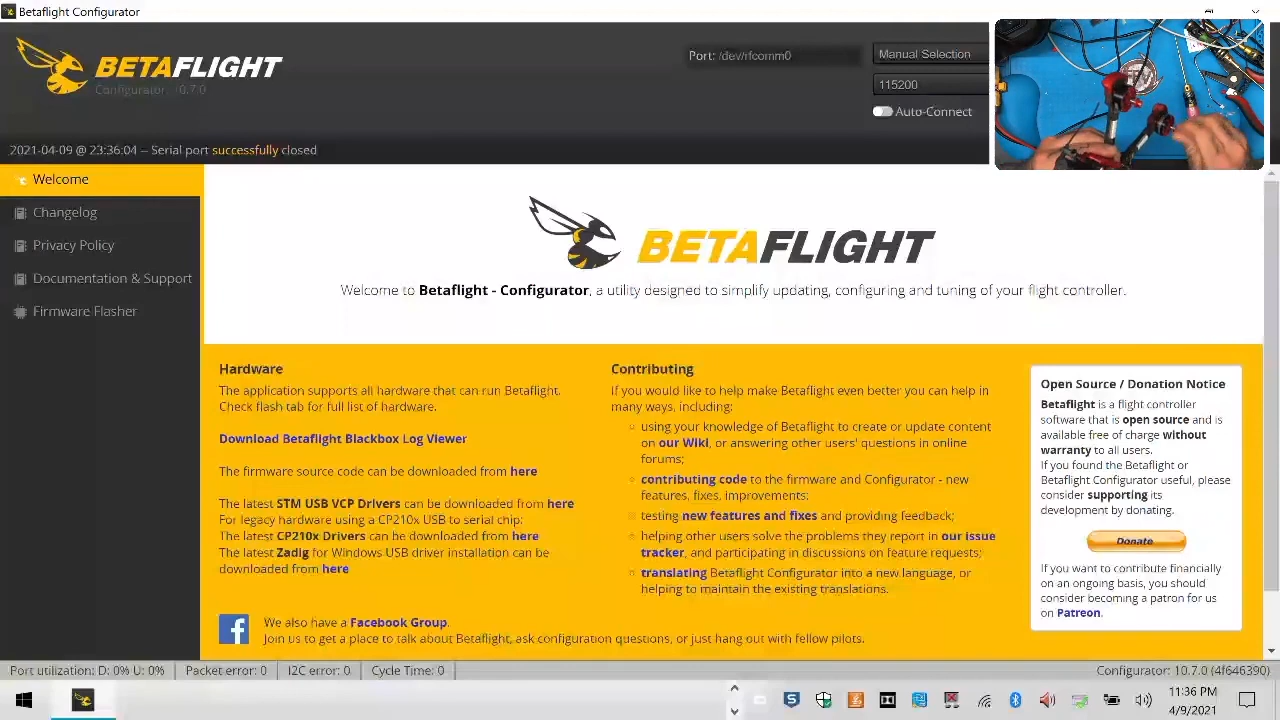 Betaflight Configurator
BETAFLIGHT
Configurator 10.7.0
Port: /dev/rfcomm0
Manual Selection
115200
Auto-Connect
2021-04-09 @ 23:36:04 -- Serial port successfully closed
Welcome
Changelog
Privacy Policy
Documentation & Support
Firmware Flasher
BETAFLIGHT
Welcome to Betaflight - Configurator, a utility designed to simplify updating, configuring and tuning of your flight controller.
Hardware
The application supports all hardware that can run Betaflight.
Check flash tab for full list of hardware.
Download Betaflight Blackbox Log Viewer
The firmware source code can be downloaded from here
The latest STM USB VCP Drivers can be downloaded from here
For legacy hardware using a CP210x USB to serial chip:
The latest CP210x Drivers can be downloaded from here
The latest Zadig for Windows USB driver installation can be
downloaded from here
Contributing
If you would like to help make Betaflight even better you can help in
many ways, including:
using your knowledge of Betaflight to create or update content
on our Wiki, or answering other users' questions in online
forums;
contributing code to the firmware and Configurator - new
features, fixes, improvements;
testing new features and fixes and providing feedback;
helping other users solve the problems they report in our issue
tracker, and participating in discussions on feature requests;
translating Betaflight Configurator into a new language, or
helping to maintain the existing translations.
Open Source / Donation Notice
Betaflight is a flight controller
software that is open source and is
available free of charge without
warranty to all users.
If you found the Betaflight or
Betaflight Configurator useful, please
consider supporting its
development by donating.
Donate
If you want to contribute financially
on an ongoing basis, you should
consider becoming a patron for us
on Patreon.
We also have a Facebook Group.
Join us to get a place to talk about Betaflight, ask configuration questions, or just hang out with fellow pilots.
Port utilization: D: 0% U: 0%
Packet error: 0
I2C error: 0
Cycle Time: 0
Configurator: 10.7.0 (4f646390)
11:36 PM
4/9/2021